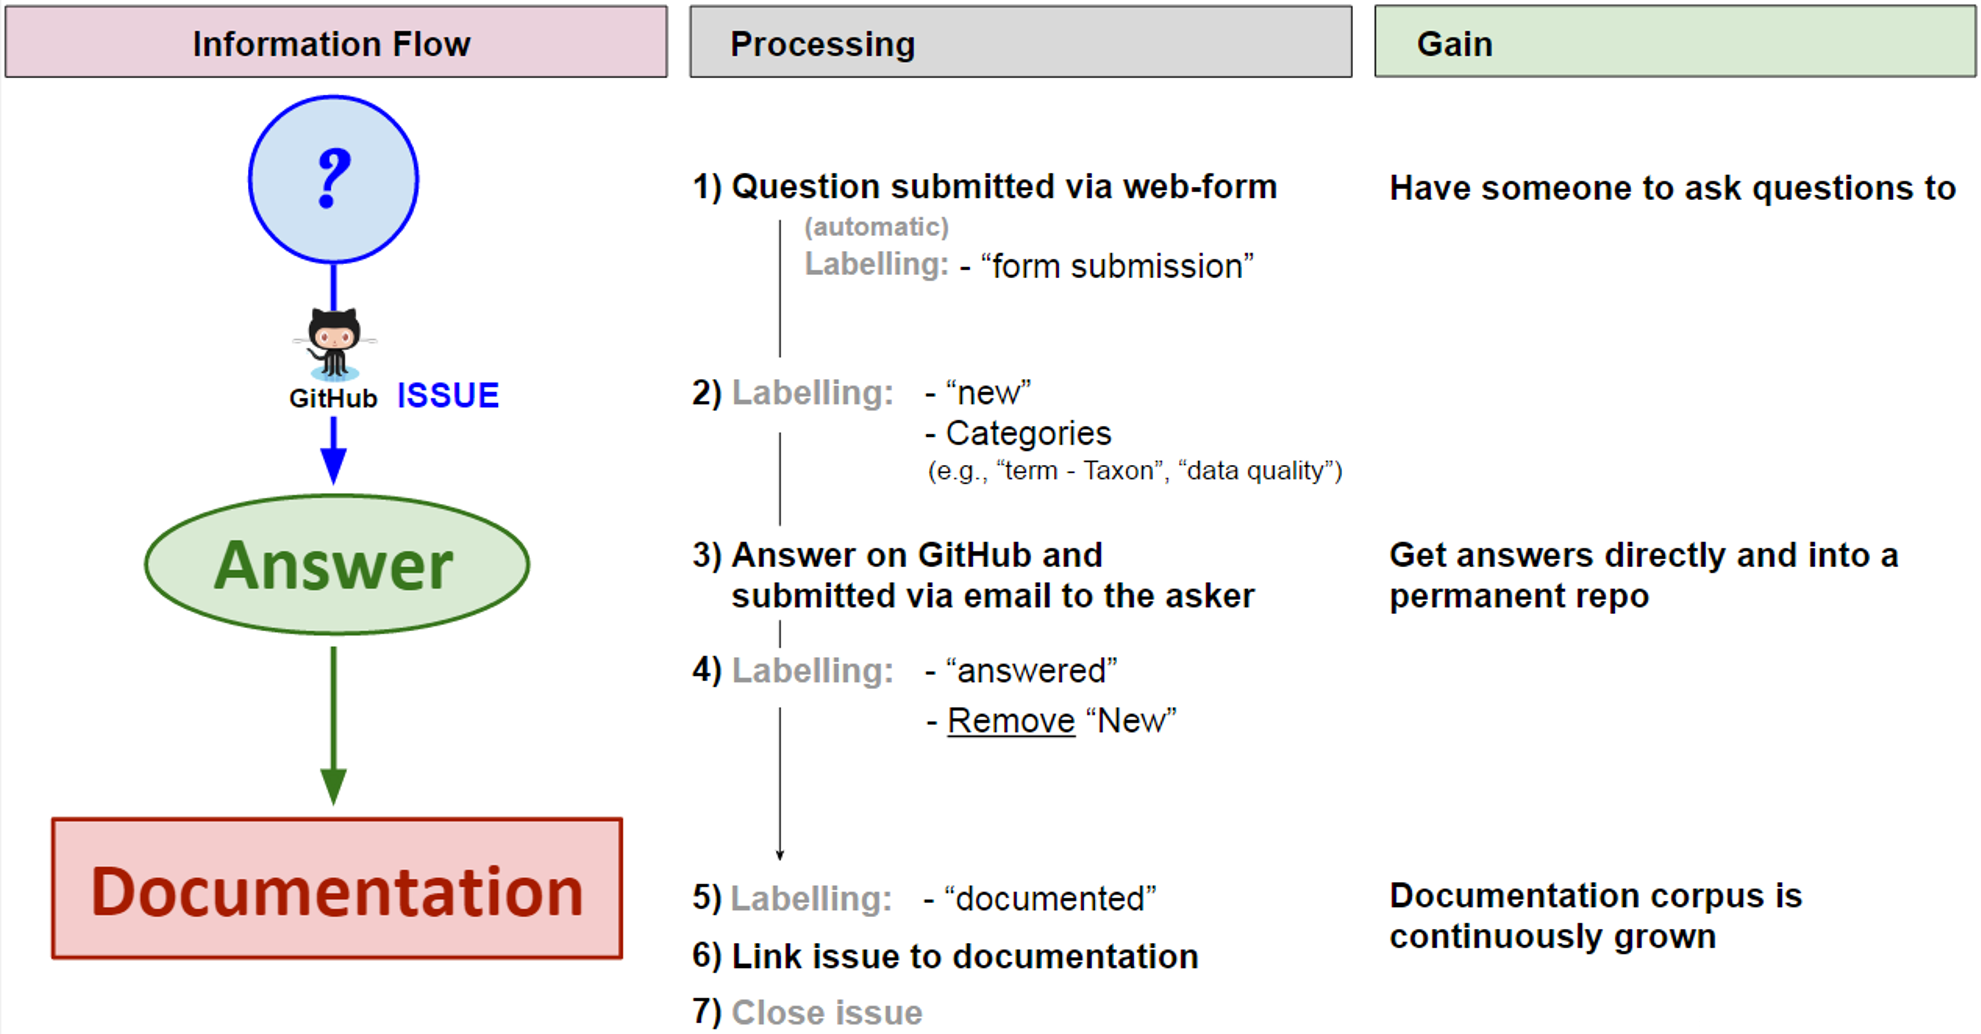 Information Flow
Processing
Gain
?
GitHub ISSUE
Answer
Documentation
1) Question submitted via web-form
(automatic)
Labelling: - “form submission”
2) Labelling: - “new”
- Categories
(e.g., “term - Taxon”, “data quality”)
3) Answer on GitHub and
submitted via email to the asker
4) Labelling: - “answered”
- Remove “New”
5) Labelling: - “documented”
6) Link issue to documentation
7) Close issue
Have someone to ask questions to
Get answers directly and into a
permanent repo
Documentation corpus is
continuously grown